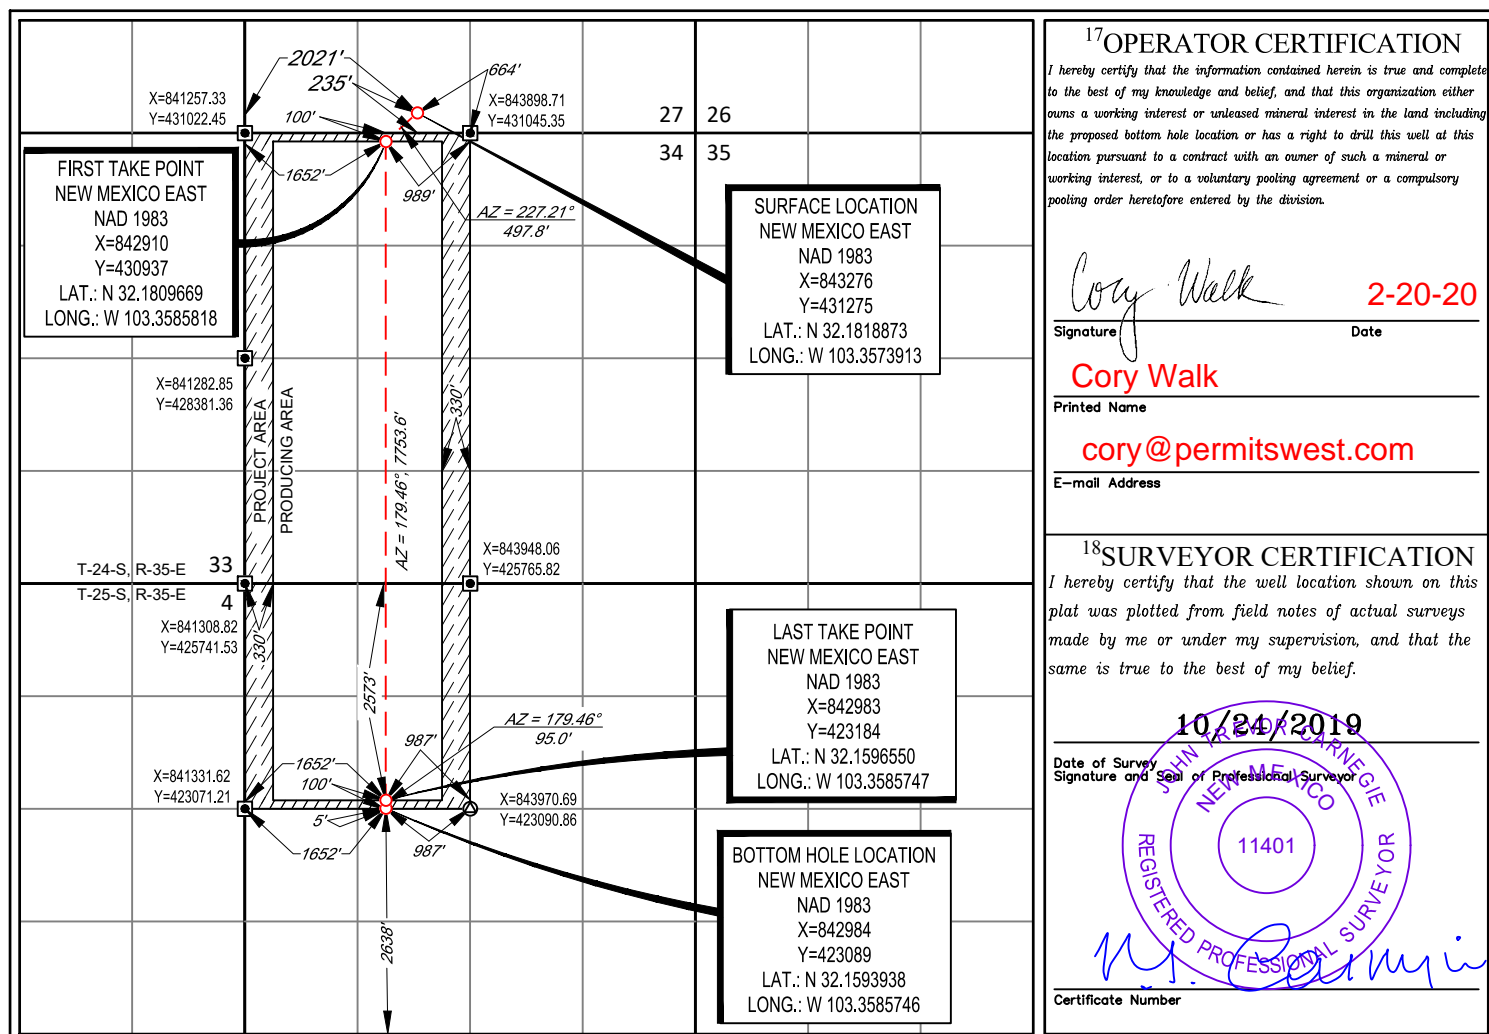 2021'
235'
664'
X=841257.33
Y=431022.45
X=843898.71
Y=431045.35
100'
27 26
34 35
FIRST TAKE POINT
NEW MEXICO EAST
NAD 1983
X=842910
Y=430937
LAT.: N 32.1809669
LONG.: W 103.3585818
1652'
989'
AZ = 227.21°
497.8'
SURFACE LOCATION
NEW MEXICO EAST
NAD 1983
X=843276
Y=431275
LAT.: N 32.1818873
LONG.: W 103.3573913
X=841282.85
Y=428381.36
PROJECT AREA
PRODUCING AREA
AZ = 179.46°, 7753.6'
330'
T-24-S, R-35-E 33
T-25-S, R-35-E 4
X=843948.06
Y=425765.82
X=841308.82
Y=425741.53
330'
2573'
LAST TAKE POINT
NEW MEXICO EAST
NAD 1983
X=842983
Y=423184
LAT.: N 32.1596550
LONG.: W 103.3585747
AZ = 179.46°
95.0'
987'
1652'
100'
X=841331.62
Y=423071.21
X=843970.69
Y=423090.86
5'
1652'
987'
BOTTOM HOLE LOCATION
NEW MEXICO EAST
NAD 1983
X=842984
Y=423089
LAT.: N 32.1593938
LONG.: W 103.3585746
2638'
17OPERATOR CERTIFICATION
I hereby certify that the information contained herein is true and complete
to the best of my knowledge and belief, and that this organization either
owns a working interest or unleased mineral interest in the land including
the proposed bottom hole location or has a right to drill this well at this
location pursuant to a contract with an owner of such a mineral or
working interest, or to a voluntary pooling agreement or a compulsory
pooling order heretofore entered by the division.
Cory Walk 2-20-20
Signature Date
Cory Walk
Printed Name
cory@permitswest.com
E-mail Address
18SURVEYOR CERTIFICATION
I hereby certify that the well location shown on this
plat was plotted from field notes of actual surveys
made by me or under my supervision, and that the
same is true to the best of my belief.
10/24/2019
Date of Survey
Signature and Seal of Professional Surveyor
JOHN TREVOR CARNEGIE
NEW MEXICO
11401
REGISTERED PROFESSIONAL SURVEYOR
Certificate Number